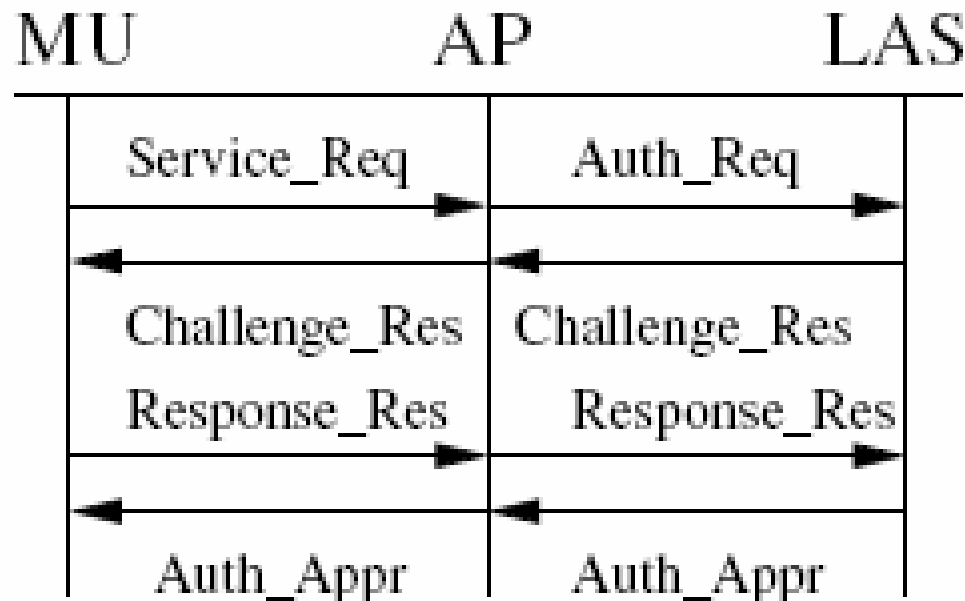 MU AP LAS
Service_Req Auth_Req
Challenge_Res Challenge_Res
Response_Res Response_Res
Auth_Appr Auth_Appr